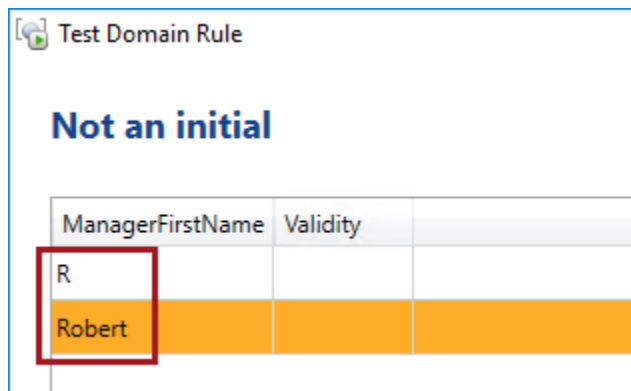 Test Domain Rule
Not an initial
ManagerFirstName Validity
R
Robert